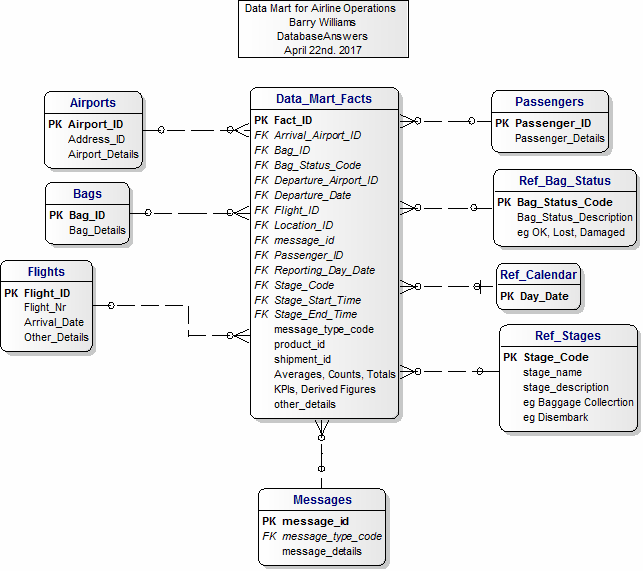 Data Mart for Airline Operations
Barry Williams
DatabaseAnswers
April 22nd. 2017
Airports
PK Airport_ID
Address_ID
Airport_Details
Bags
PK Bag_ID
Bag_Details
Flights
PK Flight_ID
Flight_Nr
Arrival_Date
Other_Details
Data_Mart_Facts
PK Fact_ID
FK Arrival_Airport_ID
FK Bag_ID
FK Bag_Status_Code
FK Departure_Airport_ID
FK Departure_Date
FK Flight_ID
FK Location_ID
FK message_id
FK Passenger_ID
FK Reporting_Day_Date
FK Stage_Code
FK Stage_Start_Time
FK Stage_End_Time
message_type_code
product_id
shipment_id
Averages, Counts, Totals
KPIs, Derived Figures
other_details
Passengers
PK Passenger_ID
Passenger_Details
Ref_Bag_Status
PK Bag_Status_Code
Bag_Status_Description
eg OK, Lost, Damaged
Ref_Calendar
PK Day_Date
Ref_Stages
PK Stage_Code
stage_name
stage_description
eg Baggage Collecrtion
eg Disembark
Messages
PK message_id
FK message_type_code
message_details